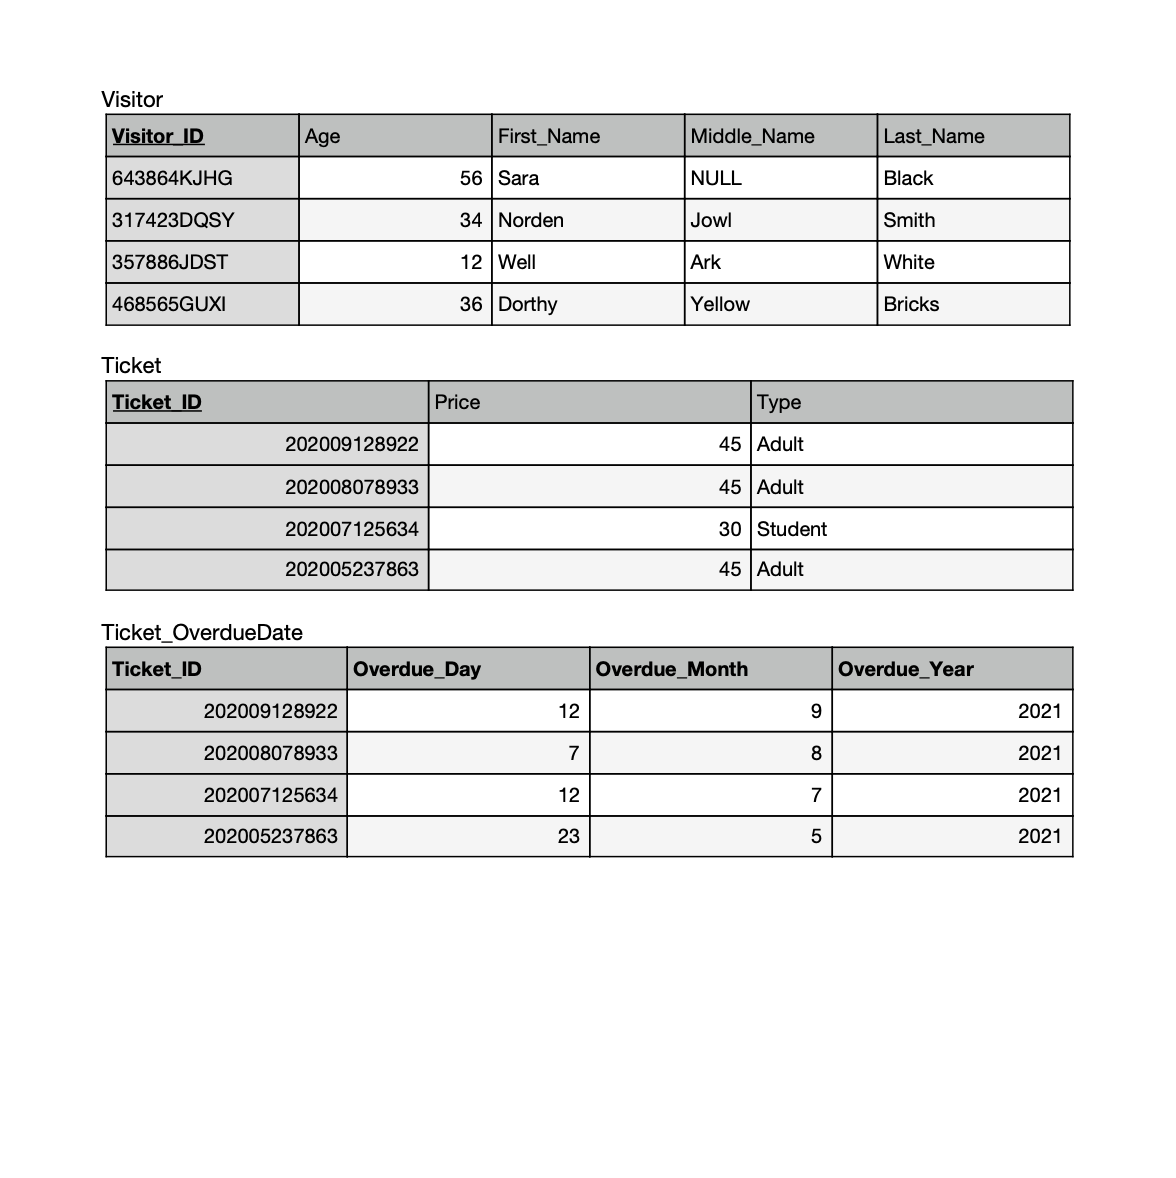 Visitor
Visitor_ID Age First_Name Middle_Name Last_Name
643864KJHG 56 Sara NULL Black
317423DQSY 34 Norden Jowl Smith
357886JDST 12 Well Ark White
468565GUXI 36 Dorthy Yellow Bricks
Ticket
Ticket_ID Price Type
202009128922 45 Adult
202008078933 45 Adult
202007125634 30 Student
202005237863 45 Adult
Ticket_OverdueDate
Ticket_ID Overdue_Day Overdue_Month Overdue_Year
202009128922 12 9 2021
202008078933 7 8 2021
202007125634 12 7 2021
202005237863 23 5 2021